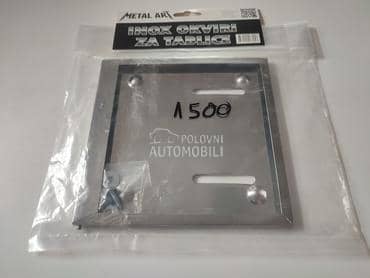 METAL ART
INOX OKVIRI
ZA TABLICE
1500
POLOVNI
AUTOMOBILI